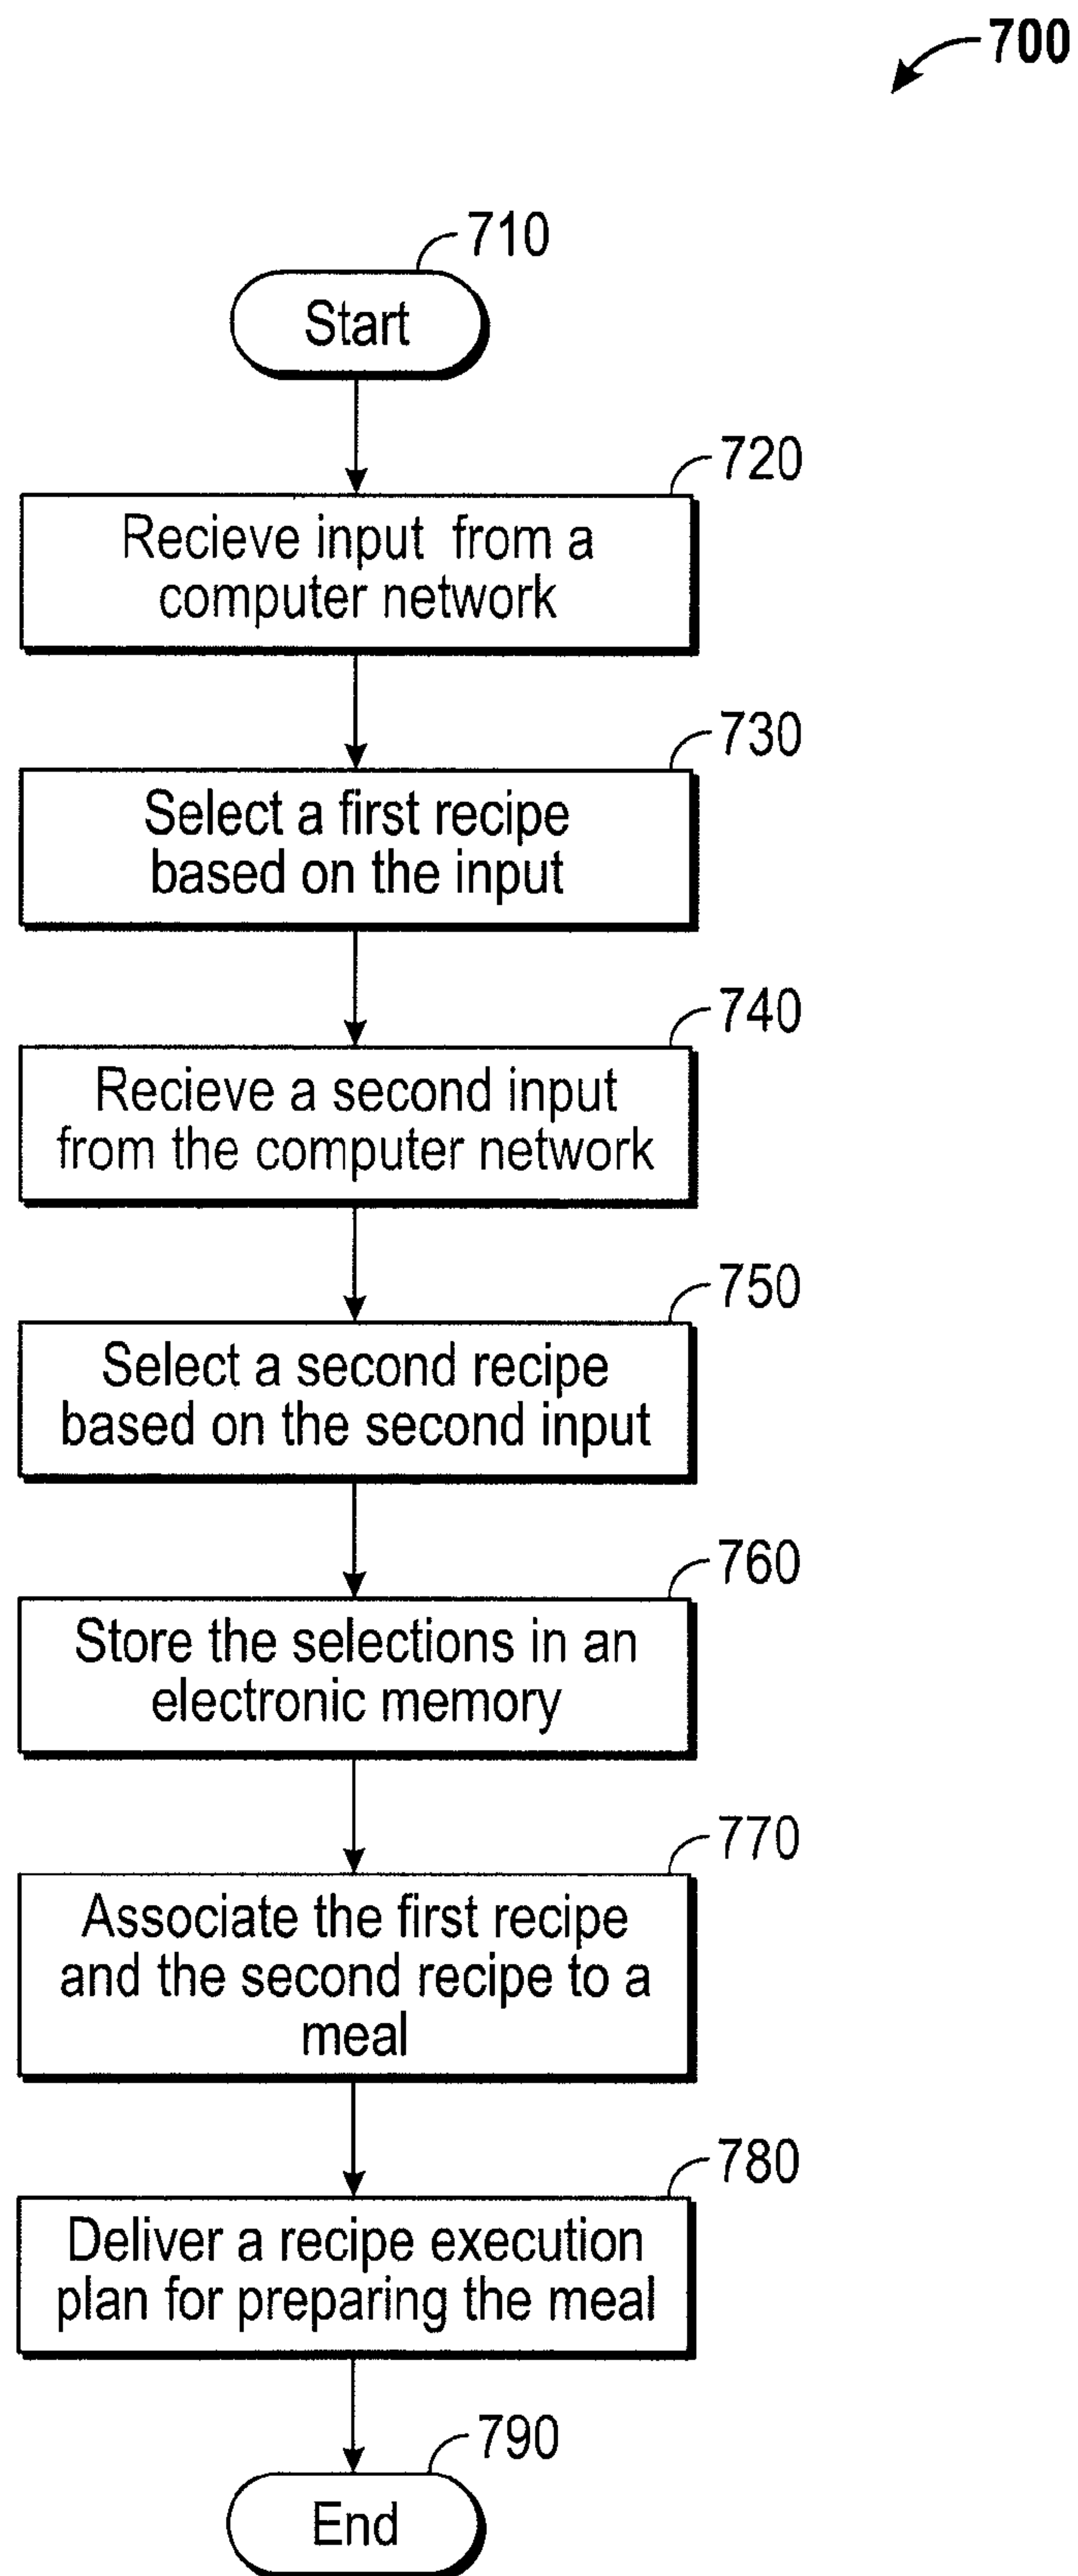 700
710
Start
720
Recieve input from a
computer network
730
Select a first recipe
based on the input
740
Recieve a second input
from the computer network
750
Select a second recipe
based on the second input
760
Store the selections in an
electronic memory
770
Associate the first recipe
and the second recipe to a
meal
780
Deliver a recipe execution
plan for preparing the meal
790
End